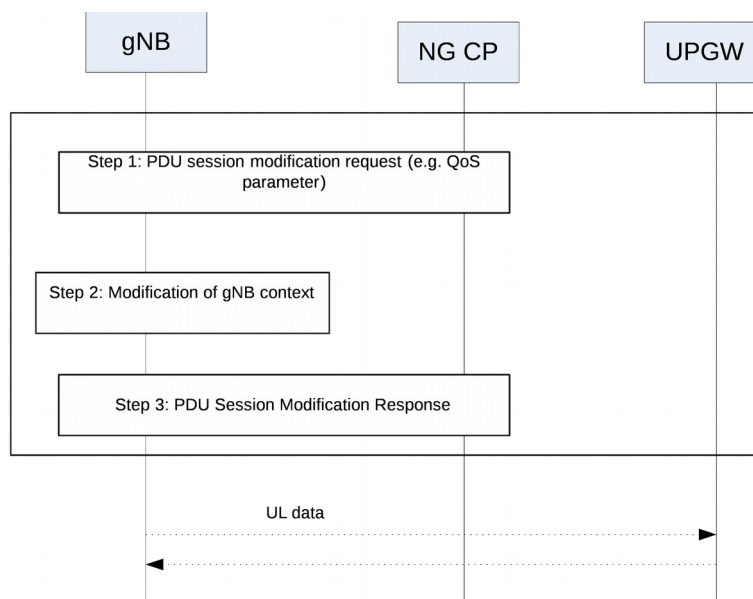 gNB
NG CP
UPGW
Step 1: PDU session modification request (e.g. QoS
parameter)
Step 2: Modification of gNB context
Step 3: PDU Session Modification Response
UL data